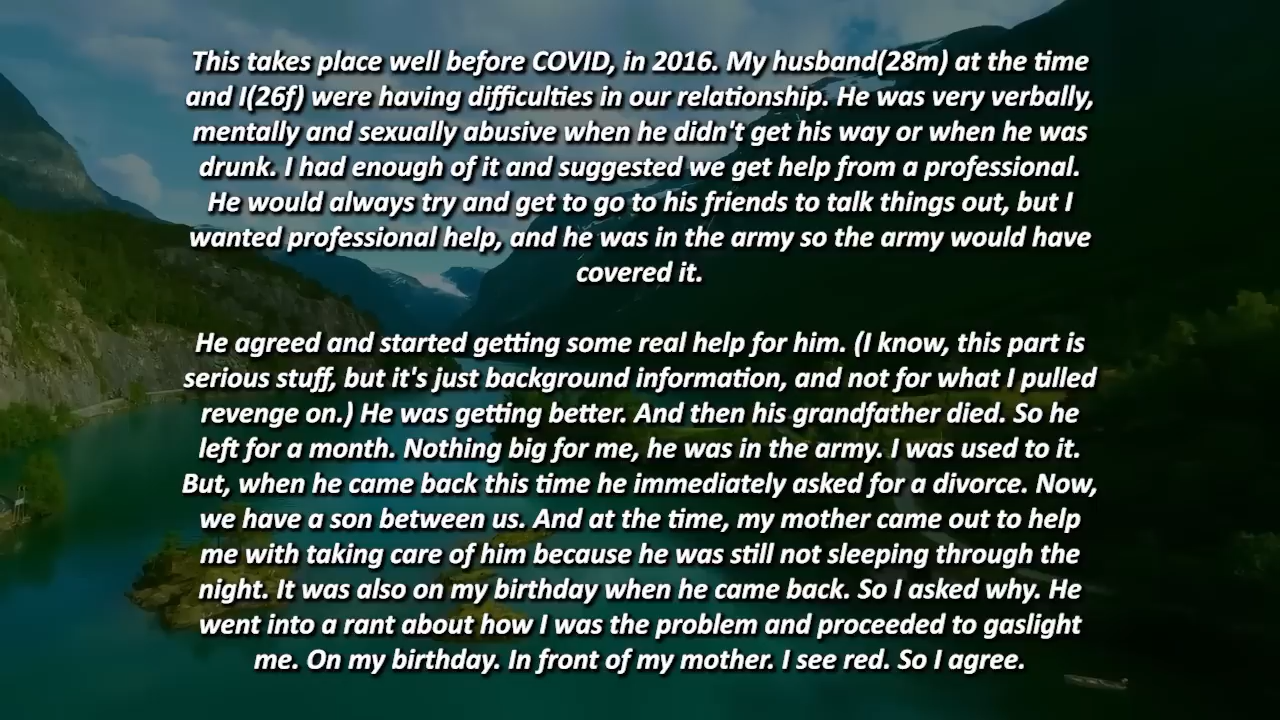 This takes place well before COVID, in 2016. My husband(28m) at the time
and I(26f) were having difficulties in our relationship. He was very verbally,
mentally and sexually abusive when he didn't get his way or when he was
drunk. I had enough of it and suggested we get help from a professional.
He would always try and get to go to his friends to talk things out, but I
wanted professional help, and he was in the army so the army would have
covered it.
He agreed and started getting some real help for him. (I know, this part is
serious stuff, but it's just background information, and not for what I pulled
revenge on.) He was getting better. And then his grandfather died. So he
left for a month. Nothing big for me, he was in the army. I was used to it.
But, when he came back this time he immediately asked for a divorce. Now,
we have a son between us. And at the time, my mother came out to help
me with taking care of him because he was still not sleeping through the
night. It was also on my birthday when he came back. So I asked why. He
went into a rant about how I was the problem and proceeded to gaslight
me. On my birthday. In front of my mother. I see red. So I agree.